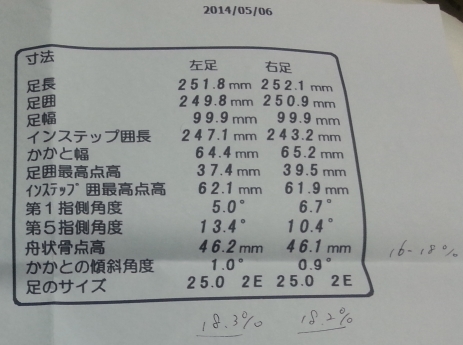 2014/05/06
寸法
左足 右足
足長 251.8mm 252.1mm
足囲 249.8mm 250.9mm
足幅 99.9mm 99.9mm
インステップ囲長 247.1mm 243.2mm
かかと幅 64.4mm 65.2mm
足囲最高点高 37.4mm 39.5mm
ｲﾝｽﾃｯﾌﾟ囲最高点高 62.1mm 61.9mm
第1指側角度 5.0° 6.7°
第5指側角度 13.4° 10.4°
舟状骨点高 46.2mm 46.1mm
16-18%
かかとの傾斜角度 1.0° 0.9°
足のサイズ 25.0 2E 25.0 2E
18.3% 18.2%